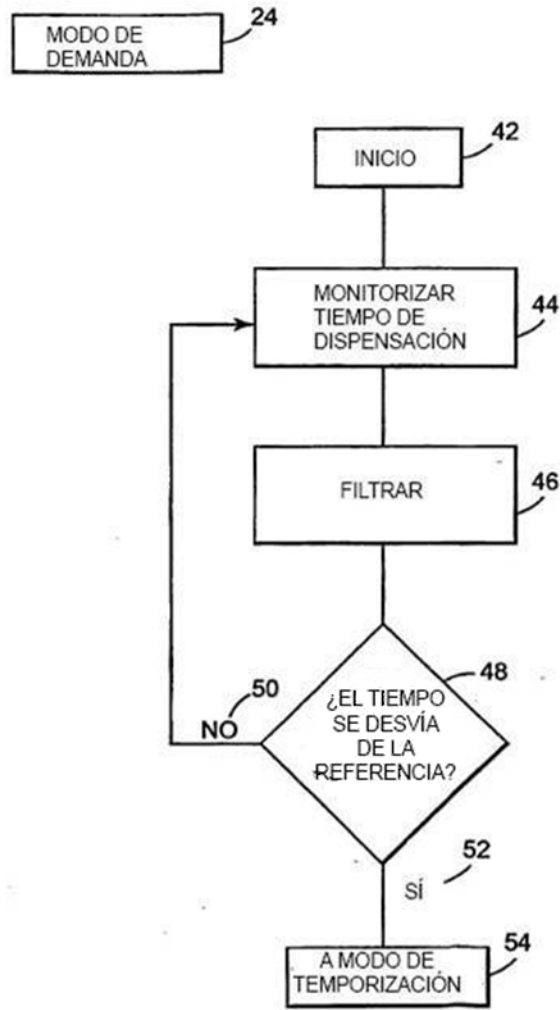 MODO DE
DEMANDA
24
INICIO
42
MONITORIZAR
TIEMPO DE
DISPENSACIÓN
44
FILTRAR
46
¿EL TIEMPO
SE DESVÍA
DE LA
REFERENCIA?
48
50
NO
52
SÍ
A MODO DE
TEMPORIZACIÓN
54